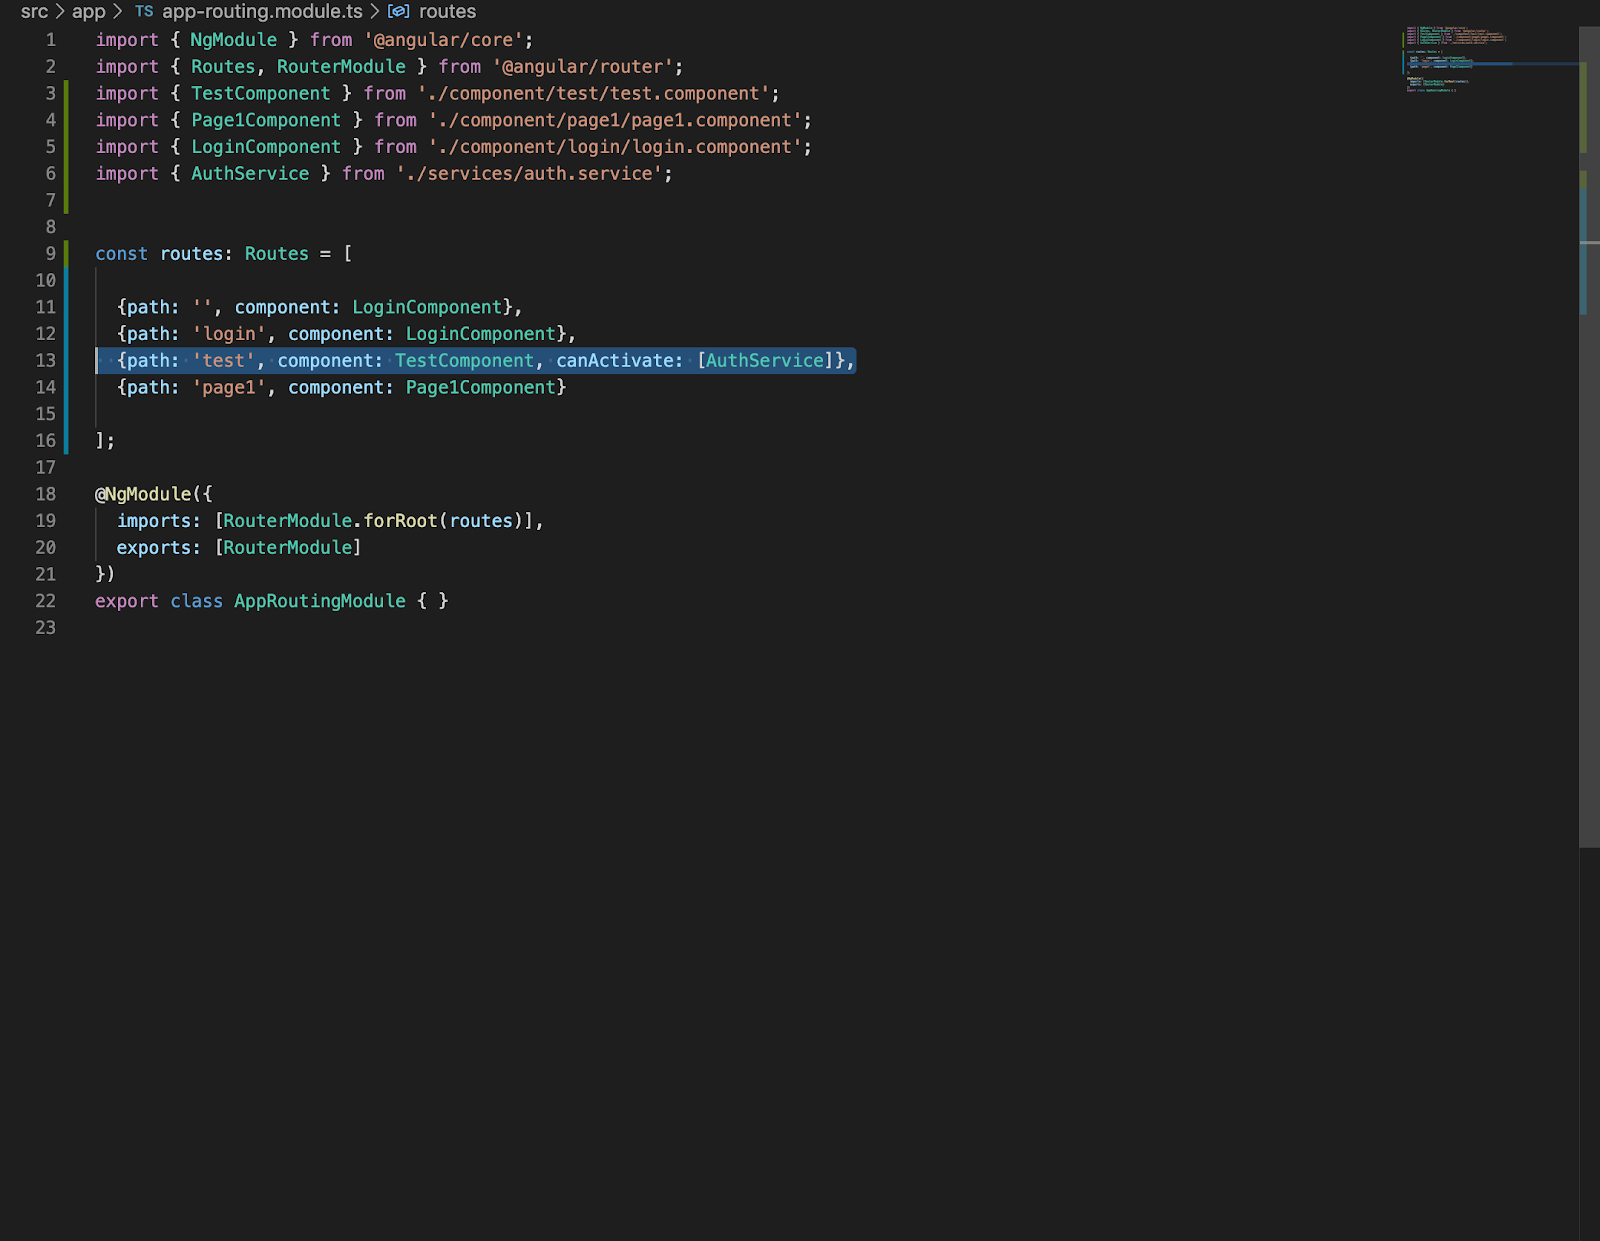 src > app > TS app-routing.module.ts > routes
1 import { NgModule } from '@angular/core';
2 import { Routes, RouterModule } from '@angular/router';
3 import { TestComponent } from './component/test/test.component';
4 import { Page1Component } from './component/page1/page1.component';
5 import { LoginComponent } from './component/login/login.component';
6 import { AuthService } from './services/auth.service';
7
8
9 const routes: Routes = [
10
11 {path: '', component: LoginComponent},
12 {path: 'login', component: LoginComponent},
13 {path: 'test', component: TestComponent, canActivate: [AuthService]},
14 {path: 'page1', component: Page1Component}
15
16 ];
17
18 @NgModule({
19 imports: [RouterModule.forRoot(routes)],
20 exports: [RouterModule]
21 })
22 export class AppRoutingModule { }
23